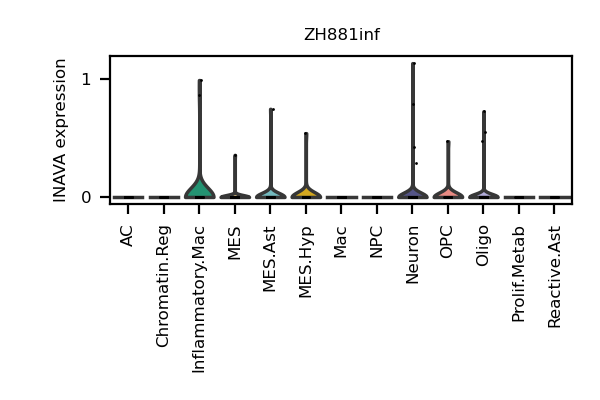 ZH881inf
INAVA expression
1
0
AC
Chromatin.Reg
Inflammatory.Mac
MES
MES.Ast
MES.Hyp
Mac
NPC
Neuron
OPC
Oligo
Prolif.Metab
Reactive.Ast